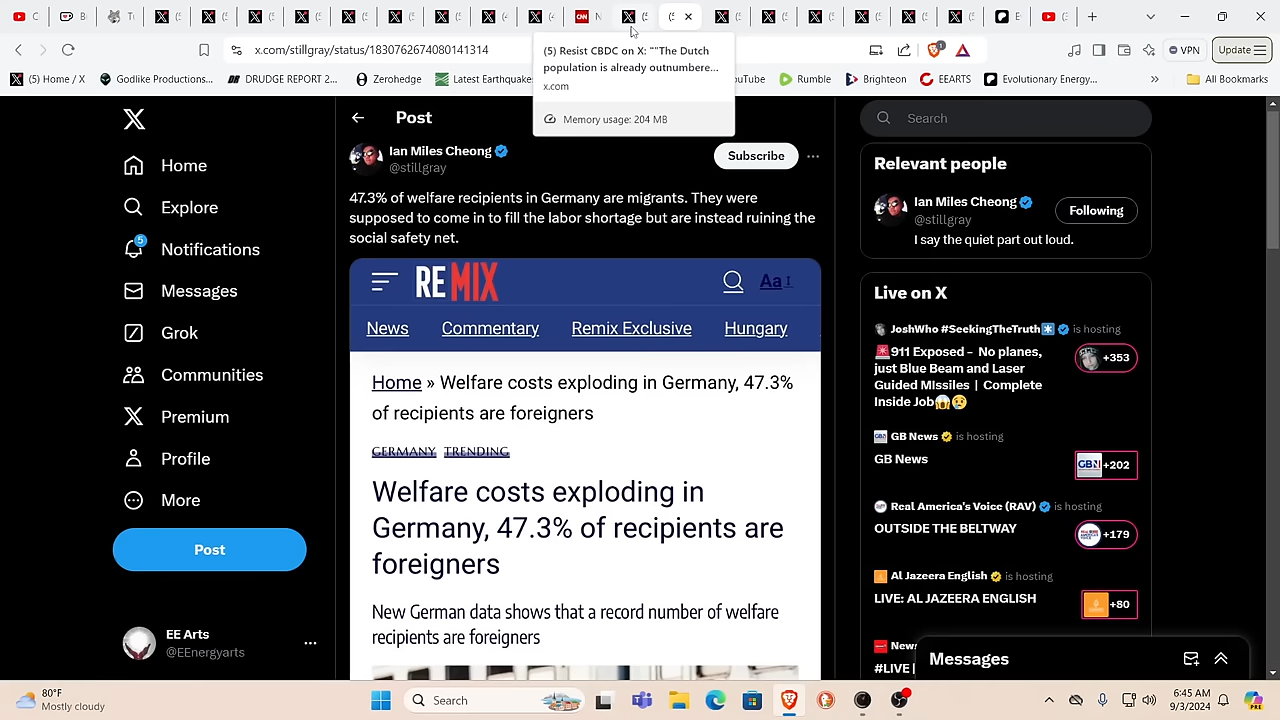 x.com/stillgray/status/1830762674080141314
VPN
Update
(5) Home / X
Godlike Productions...
DRUDGE REPORT 2...
Zerohedge
Latest Earthquakes
Rumble
Brighteon
EEARTS
Evolutionary Energy...
All Bookmarks
(5) Resist CBDC on X: ""The Dutch
population is already outnumbere...
x.com
Memory usage: 204 MB
Home
Explore
5
Notifications
Messages
Grok
Communities
Premium
Profile
More
Post
EE Arts
@EEnergyarts
Post
Ian Miles Cheong
@stillgray
Subscribe
47.3% of welfare recipients in Germany are migrants. They were
supposed to come in to fill the labor shortage but are instead ruining the
social safety net.
REMIX
Aa
News Commentary Remix Exclusive Hungary
Home » Welfare costs exploding in Germany, 47.3%
of recipients are foreigners
GERMANY TRENDING
Welfare costs exploding in
Germany, 47.3% of recipients are
foreigners
New German data shows that a record number of welfare
recipients are foreigners
Search
Relevant people
Ian Miles Cheong
@stillgray
Following
I say the quiet part out loud.
Live on X
JoshWho #SeekingTheTruth is hosting
911 Exposed – No planes,
just Blue Beam and Laser
Guided MIssiles | Complete
Inside Job
+353
GB News is hosting
GB News
+202
Real America's Voice (RAV) is hosting
OUTSIDE THE BELTWAY
+179
Al Jazeera English is hosting
LIVE: AL JAZEERA ENGLISH
+80
#LIVE
Messages
80°F
Mostly cloudy
Search
6:45 AM
9/3/2024